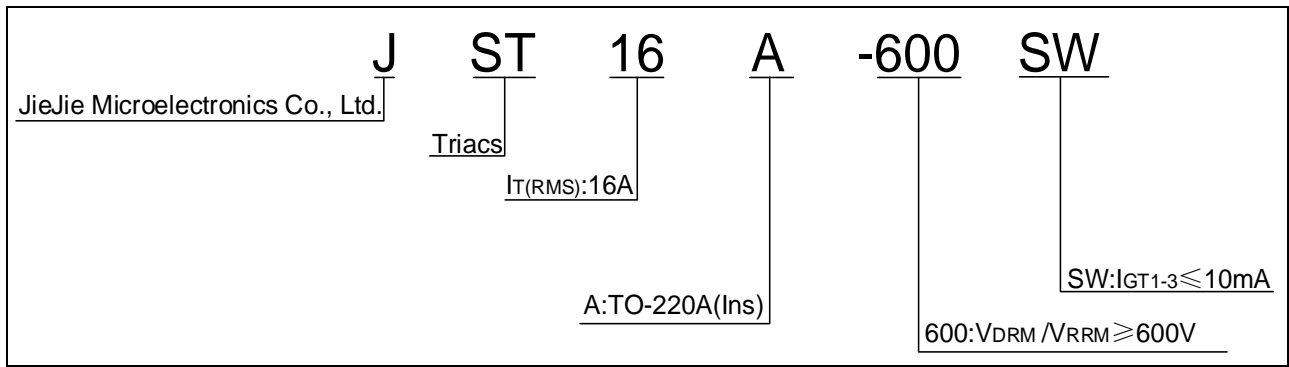 J ST 16 A -600 SW
JieJie Microelectronics Co., Ltd.
Triacs
IT(RMS):16A
SW:IGT1-3≤10mA
A:TO-220A(Ins)
600:VDRM /VRRM≥600V